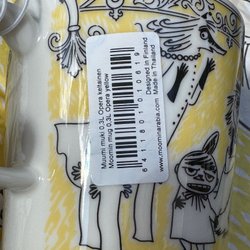 Muumi muki 0.3L Opera keltainen
Moomin mug 0.3L Opera yellow
6411801010619
www.moominarabia.com
Designed in Finland
Made in Thailand